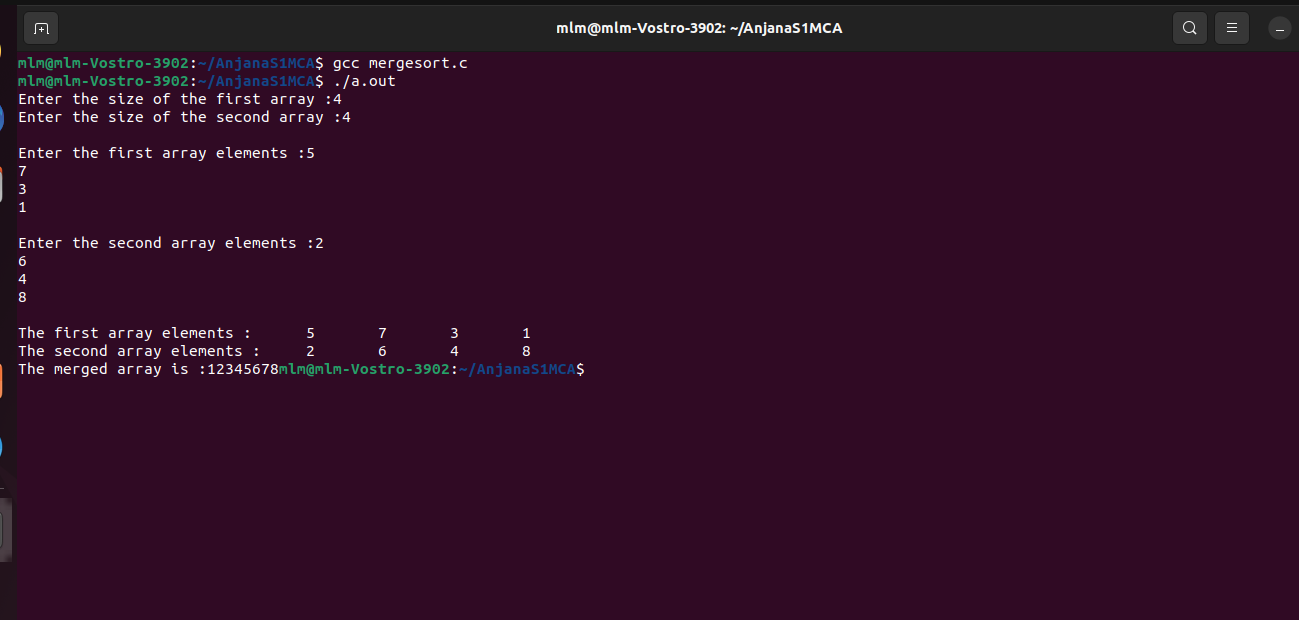 mlm@mlm-Vostro-3902: ~/AnjanaS1MCA
mlm@mlm-Vostro-3902:~/AnjanaS1MCA$ gcc mergesort.c
mlm@mlm-Vostro-3902:~/AnjanaS1MCA$ ./a.out
Enter the size of the first array :4
Enter the size of the second array :4
Enter the first array elements :5
7
3
1
Enter the second array elements :2
6
4
8
The first array elements : 5 7 3 1
The second array elements : 2 6 4 8
The merged array is :12345678mlm@mlm-Vostro-3902:~/AnjanaS1MCA$